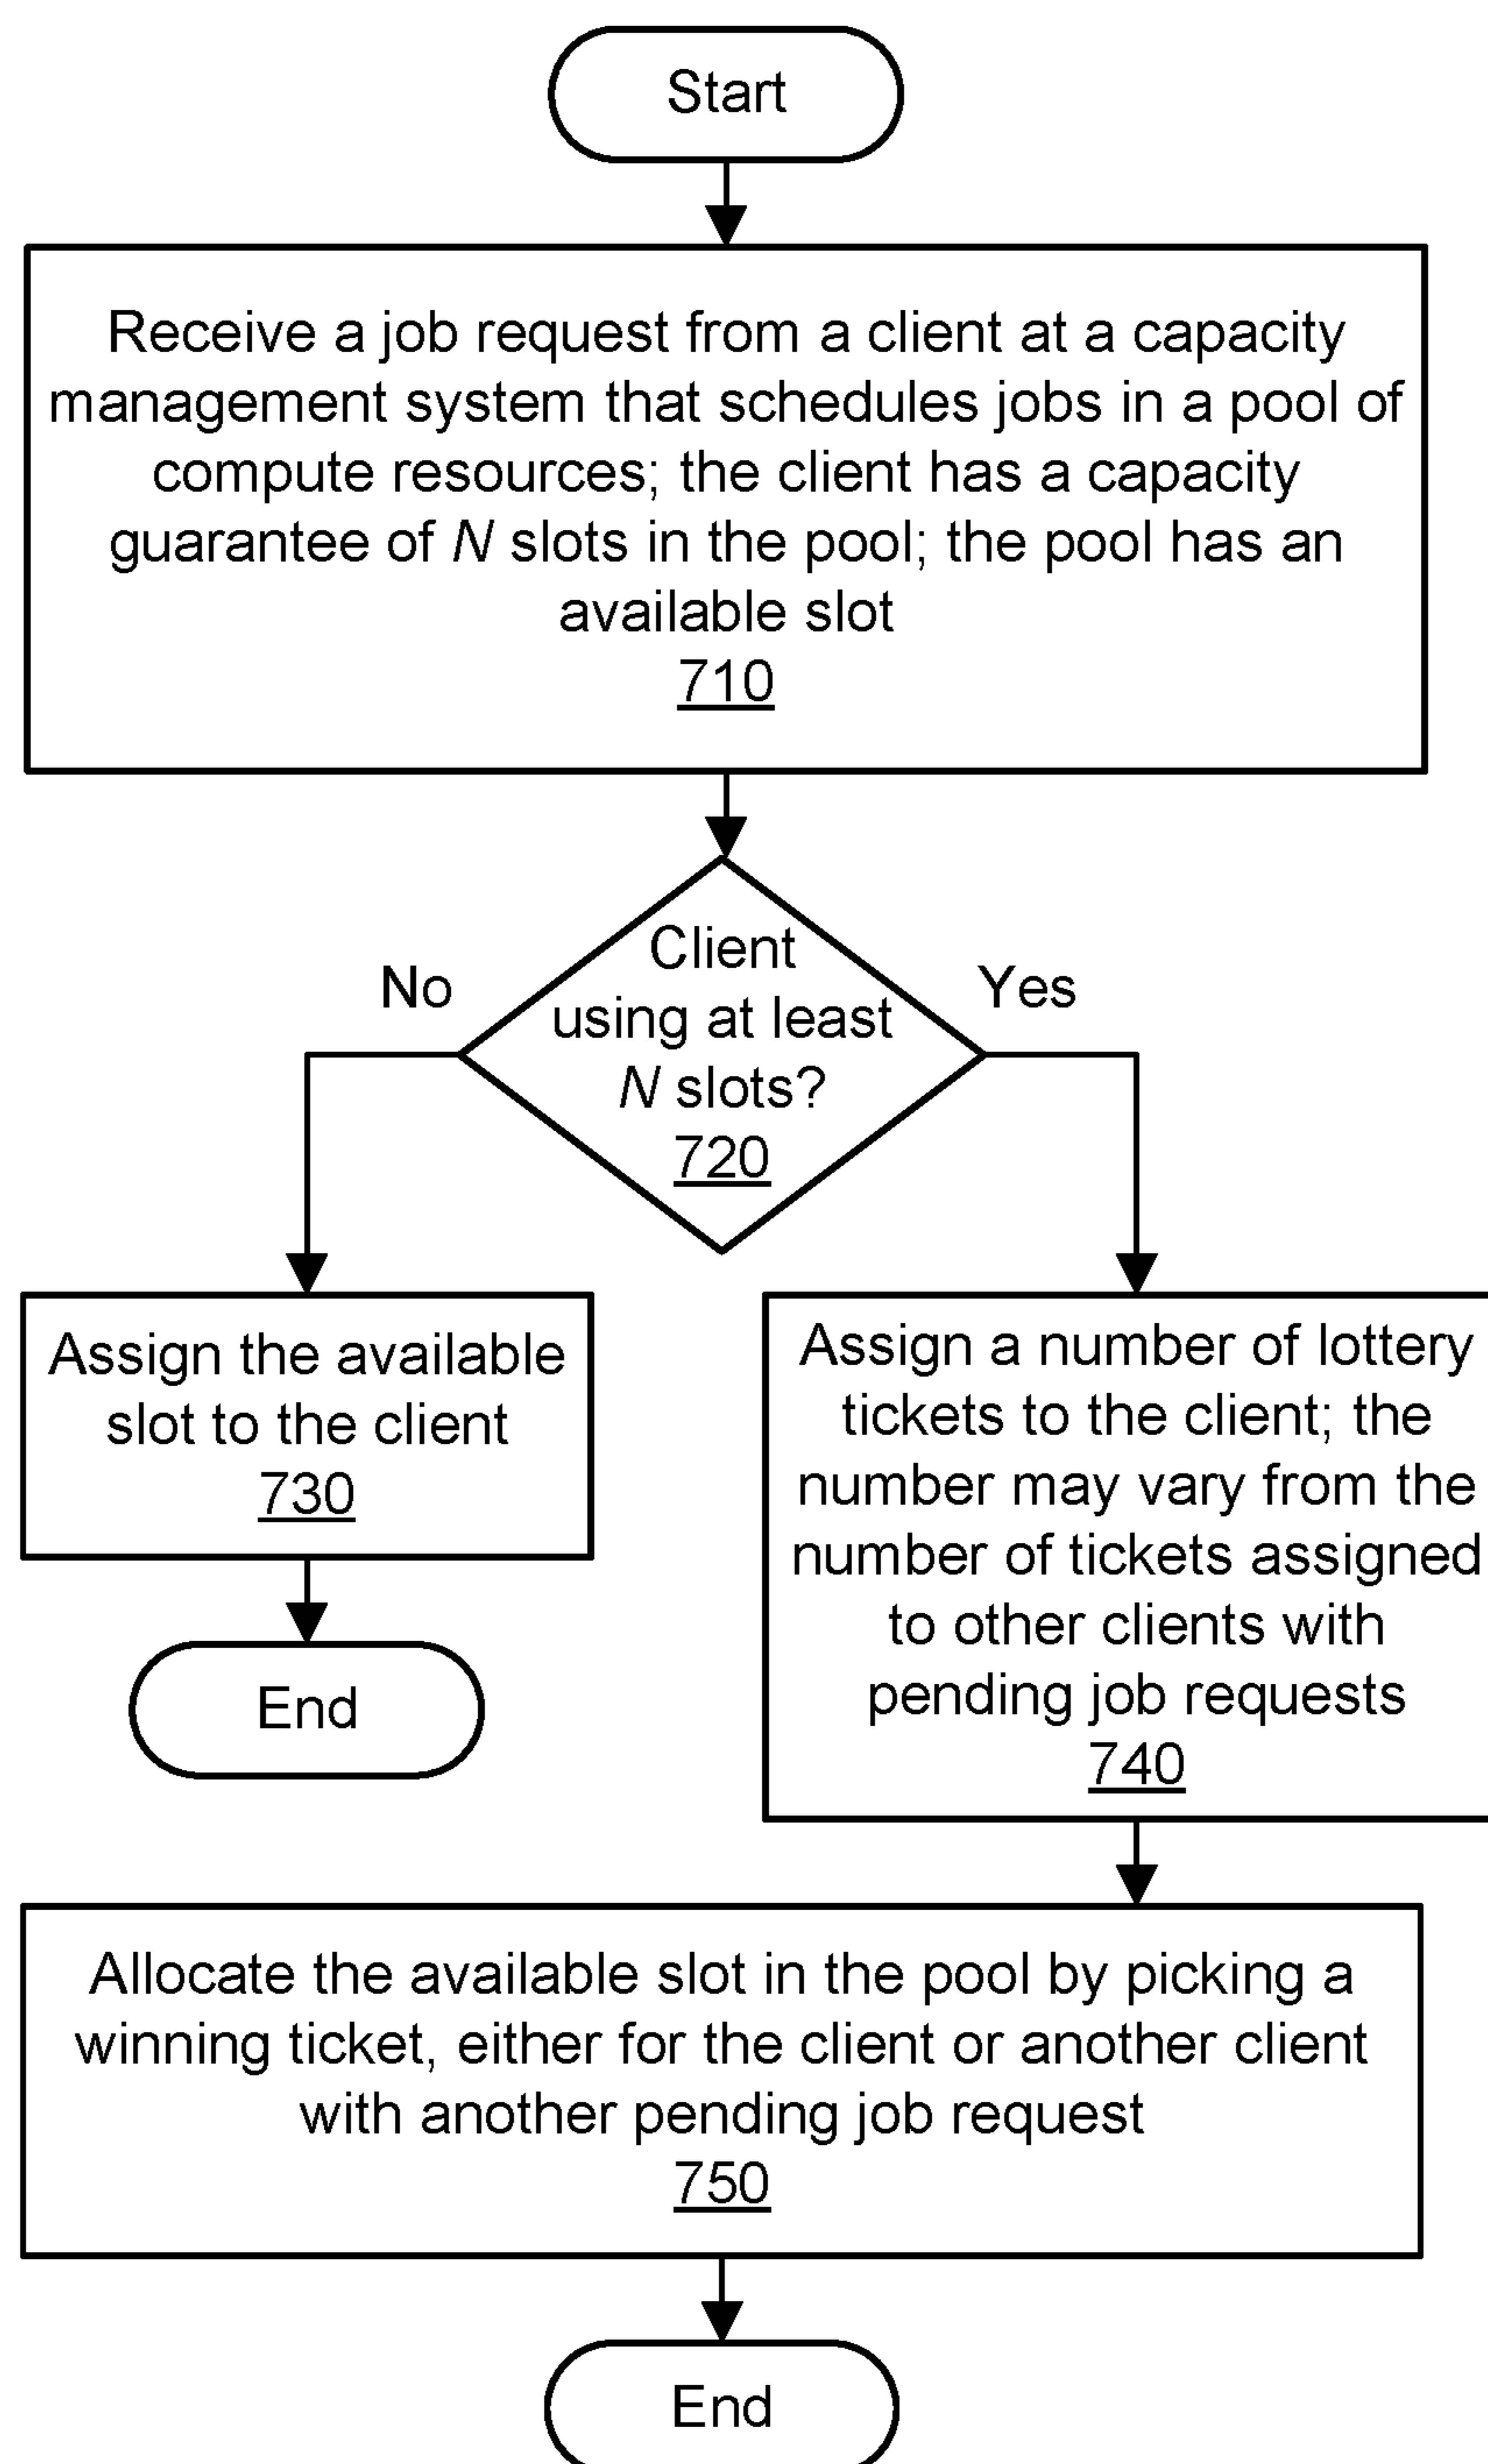 Start
Receive a job request from a client at a capacity
management system that schedules jobs in a pool of
compute resources; the client has a capacity
guarantee of N slots in the pool; the pool has an
available slot
710
Client
using at least
N slots?
720
No
Yes
Assign the available
slot to the client
730
End
Assign a number of lottery
tickets to the client; the
number may vary from the
number of tickets assigned
to other clients with
pending job requests
740
Allocate the available slot in the pool by picking a
winning ticket, either for the client or another client
with another pending job request
750
End